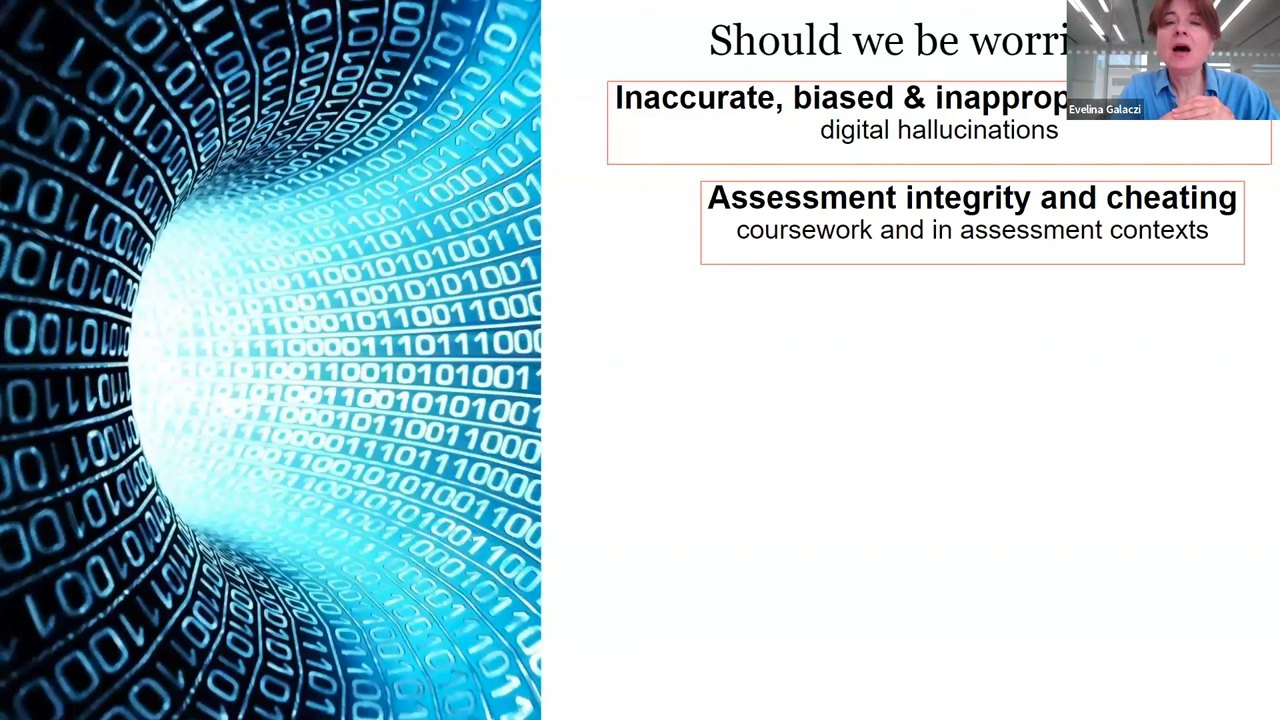 Should we be worri
Inaccurate, biased & inapprop
digital hallucinations
Evelina Galaczi
Assessment integrity and cheating
coursework and in assessment contexts